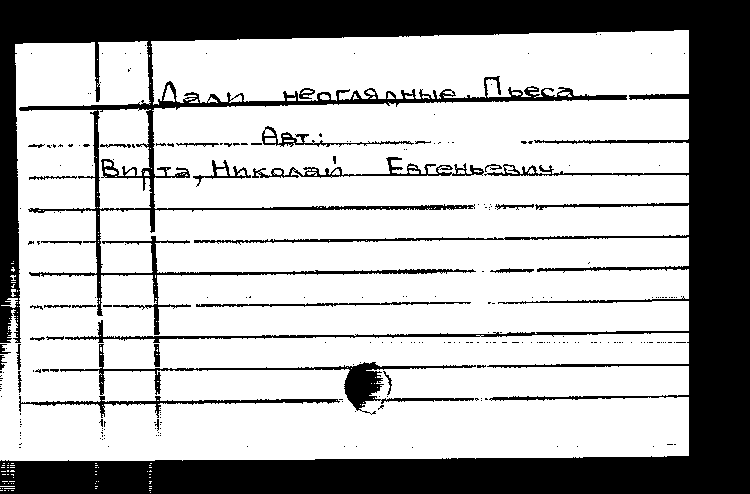 Дали неоглядные. Пьеса
Авт.:
Вирта, Николай Евгеньевич.